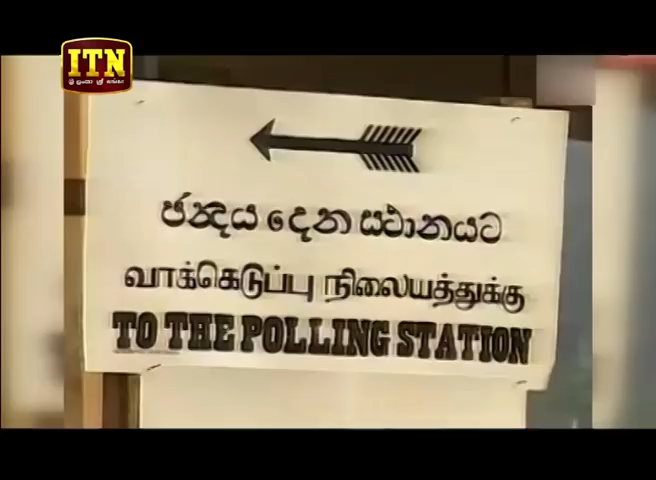 ITN
ඡන්දය දෙන ස්ථානයට
வாக்கெடுப்பு நிலையத்துக்கு
TO THE POLLING STATION